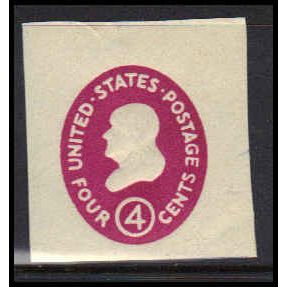 UNITED · STATES · POSTAGE
FOUR 4 CENTS